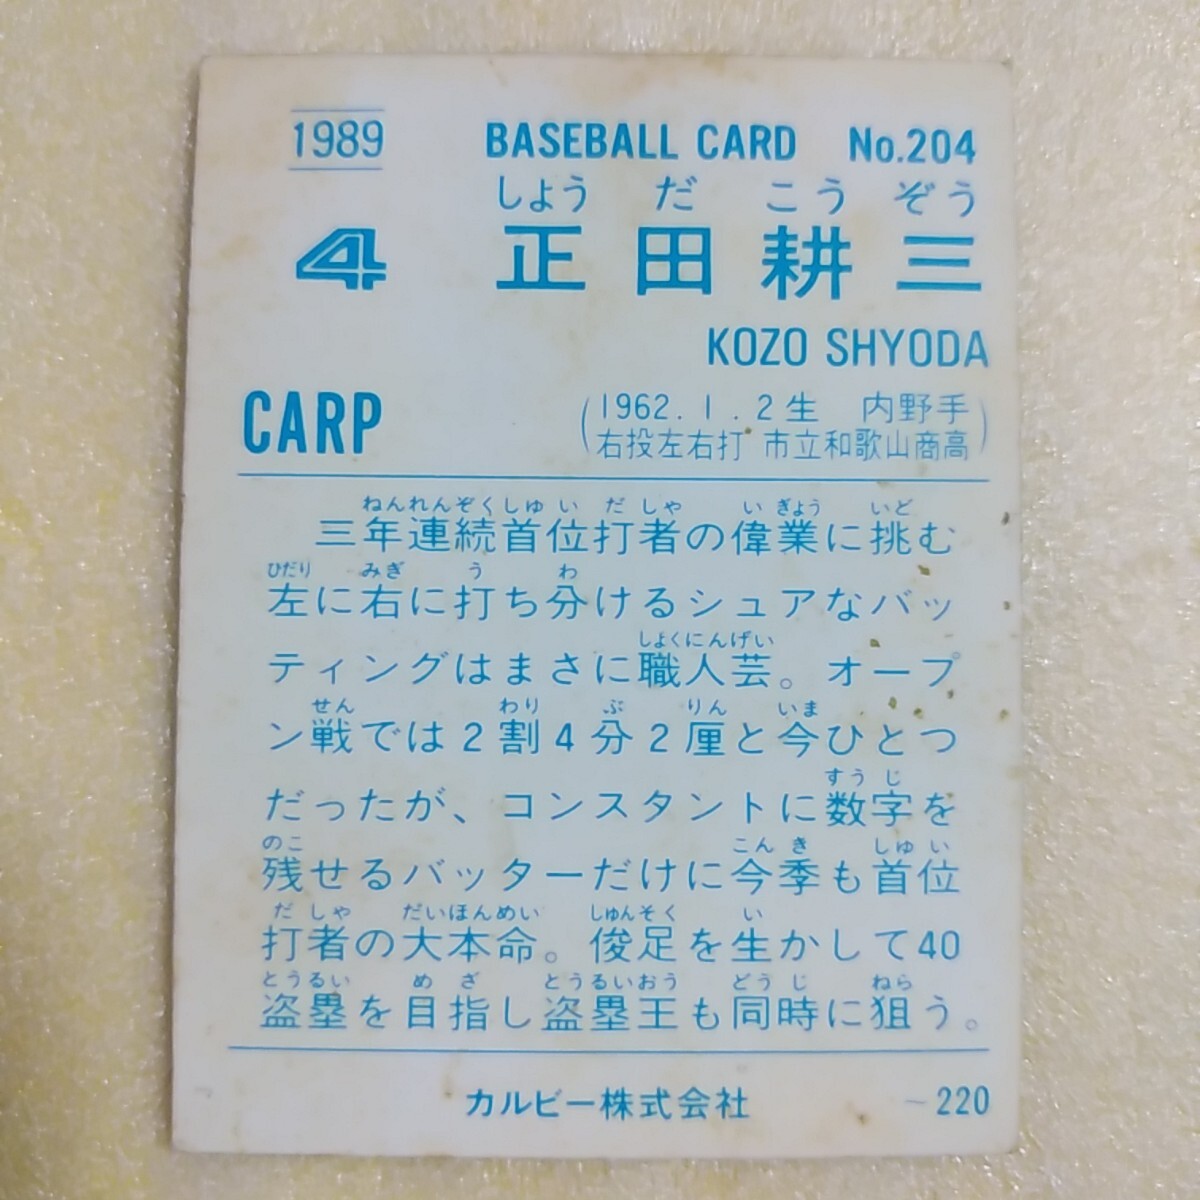 1989 BASEBALL CARD No.204
しょうだこうぞう
4 正田耕三
KOZO SHYODA
CARP
(1962.1.2生 内野手
右投左右打 市立和歌山商高)
ねんれんぞくしゅいだしゃ いぎょう いど
三年連続首位打者の偉業に挑む
ひだり みぎ う わ
左に右に打ち分けるシュアなバッ
しょくにんげい
ティングはまさに職人芸。オープ
せん わり ぶ りん いま
ン戦では2割4分2厘と今ひとつ
すうじ
だったが、コンスタントに数字を
のこ こんき しゅい
残せるバッターだけに今季も首位
だしゃ だいほんめい しゅんそく い
打者の大本命。俊足を生かして40
とうるい めざ とうるいおう どうじ ねら
盗塁を目指し盗塁王も同時に狙う。
カルビー株式会社 ~220